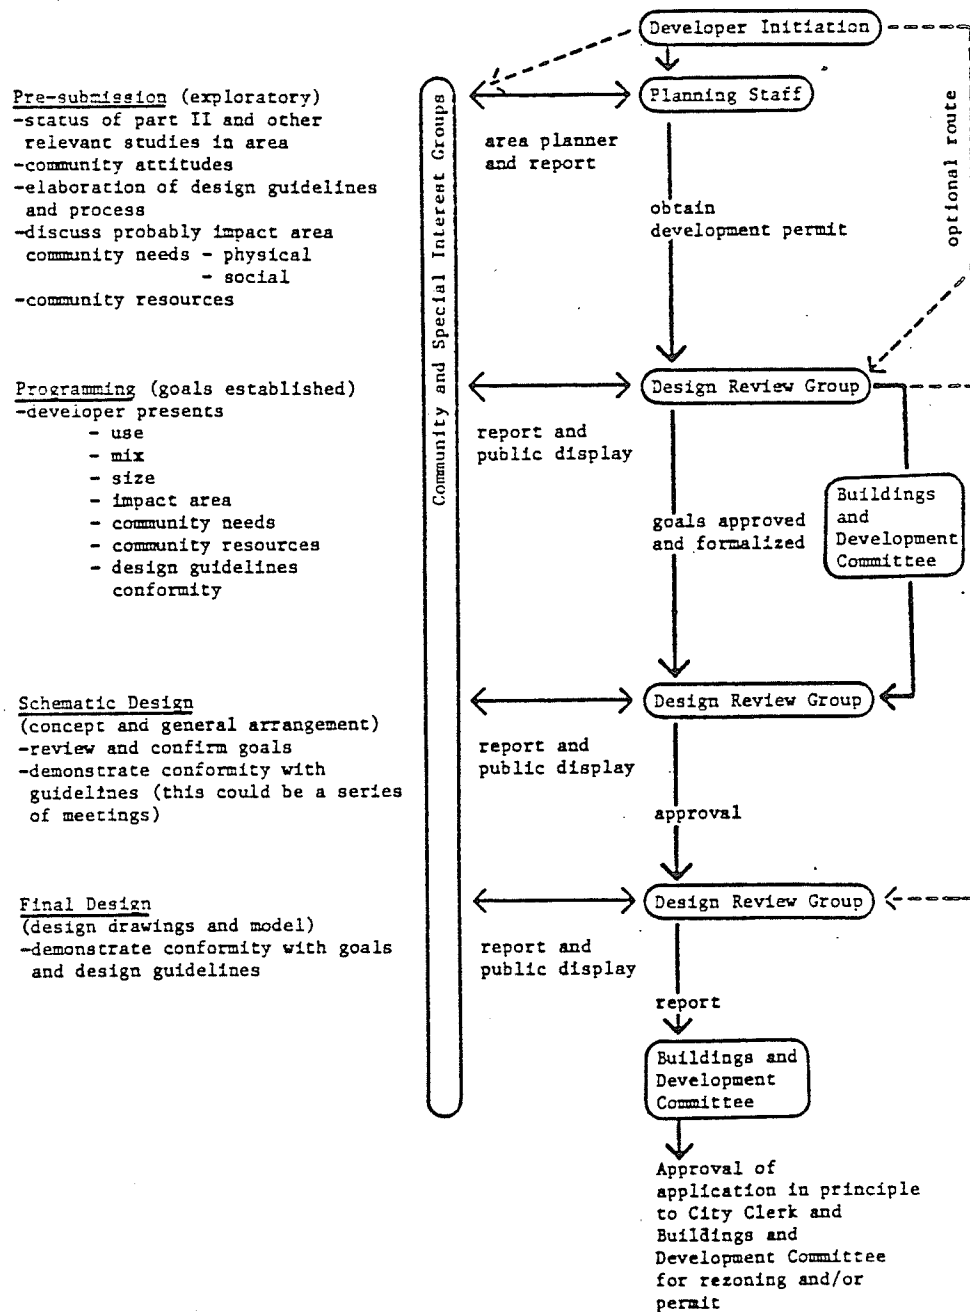 Developer Initiation
Pre-submission (exploratory)
-status of part II and other
relevant studies in area
-community attitudes
-elaboration of design guidelines
and process
-discuss probably impact area
community needs - physical
- social
-community resources
Community and Special Interest Groups
Planning Staff
area planner
and report
obtain
development permit
optional route
Programming (goals established)
-developer presents
- use
- mix
- size
- impact area
- community needs
- community resources
- design guidelines
conformity
Design Review Group
report and
public display
goals approved
and formalized
Buildings
and
Development
Committee
Schematic Design
(concept and general arrangement)
-review and confirm goals
-demonstrate conformity with
guidelines (this could be a series
of meetings)
Design Review Group
report and
public display
approval
Final Design
(design drawings and model)
-demonstrate conformity with goals
and design guidelines
Design Review Group
report and
public display
report
Buildings and
Development
Committee
Approval of
application in principle
to City Clerk and
Buildings and
Development Committee
for rezoning and/or
permit